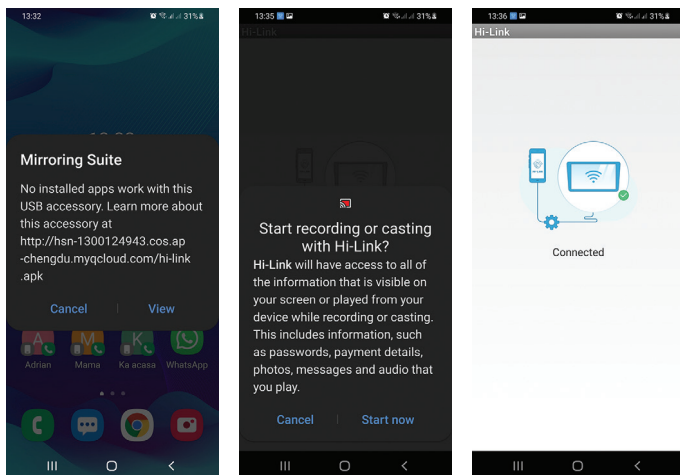 13:32
31%
Mirroring Suite
No installed apps work with this
USB accessory. Learn more about
this accessory at
http://hsn-1300124943.cos.ap
-chengdu.myqcloud.com/hi-link
.apk
Cancel
View
A
M
K
Adrian
Mama
Ka acasa
WhatsApp
13:35
31%
Hi-Link
Start recording or casting
with Hi-Link?
Hi-Link will have access to all of
the information that is visible on
your screen or played from your
device while recording or casting.
This includes information, such
as passwords, payment details,
photos, messages and audio that
you play.
Cancel
Start now
13:36
31%
Hi-Link
Connected